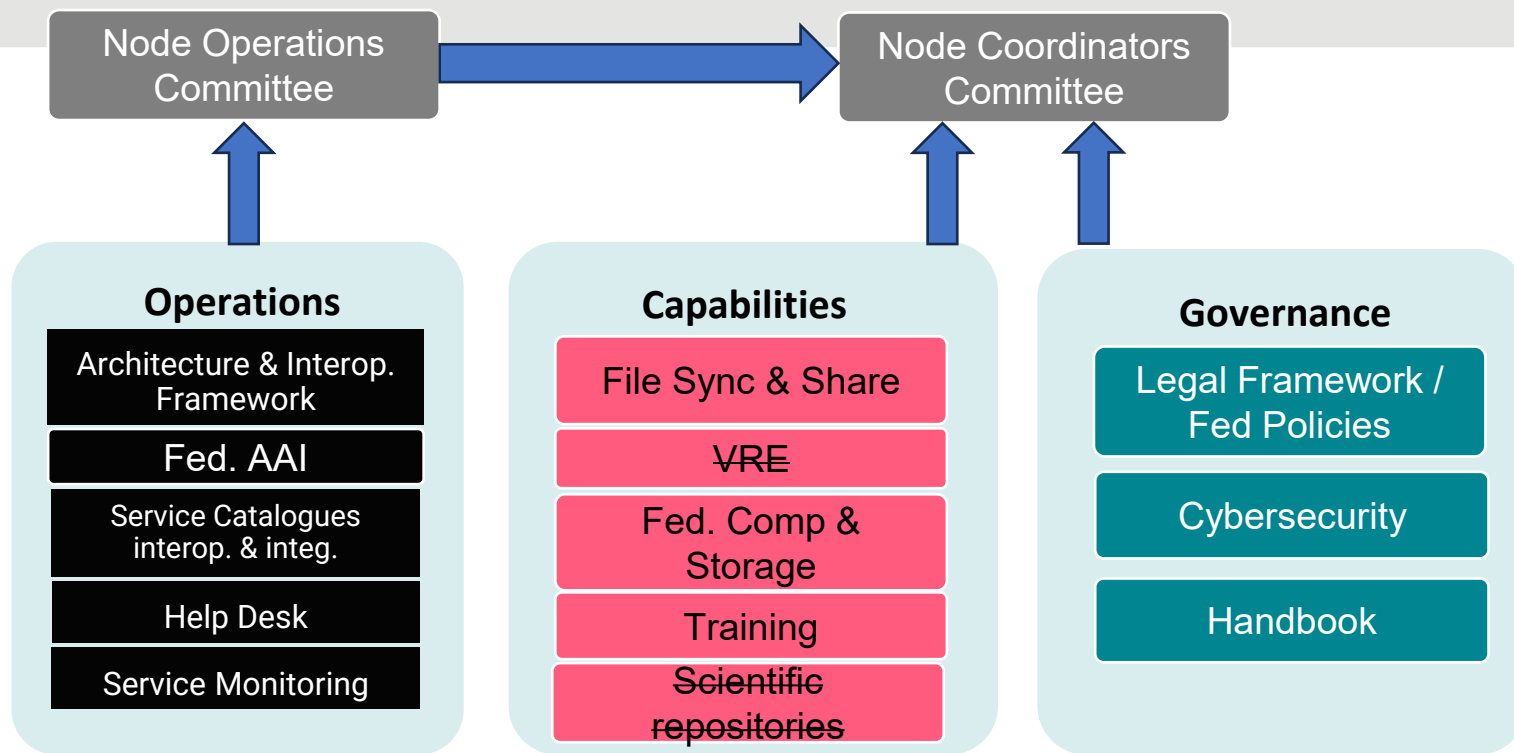 Node Operations
Committee
Node Coordinators
Committee
Operations
Architecture & Interop.
Framework
Fed. AAI
Service Catalogues
interop. & integ.
Help Desk
Service Monitoring
Capabilities
File Sync & Share
VRE
Fed. Comp &
Storage
Training
Scientific
repositories
Governance
Legal Framework /
Fed Policies
Cybersecurity
Handbook